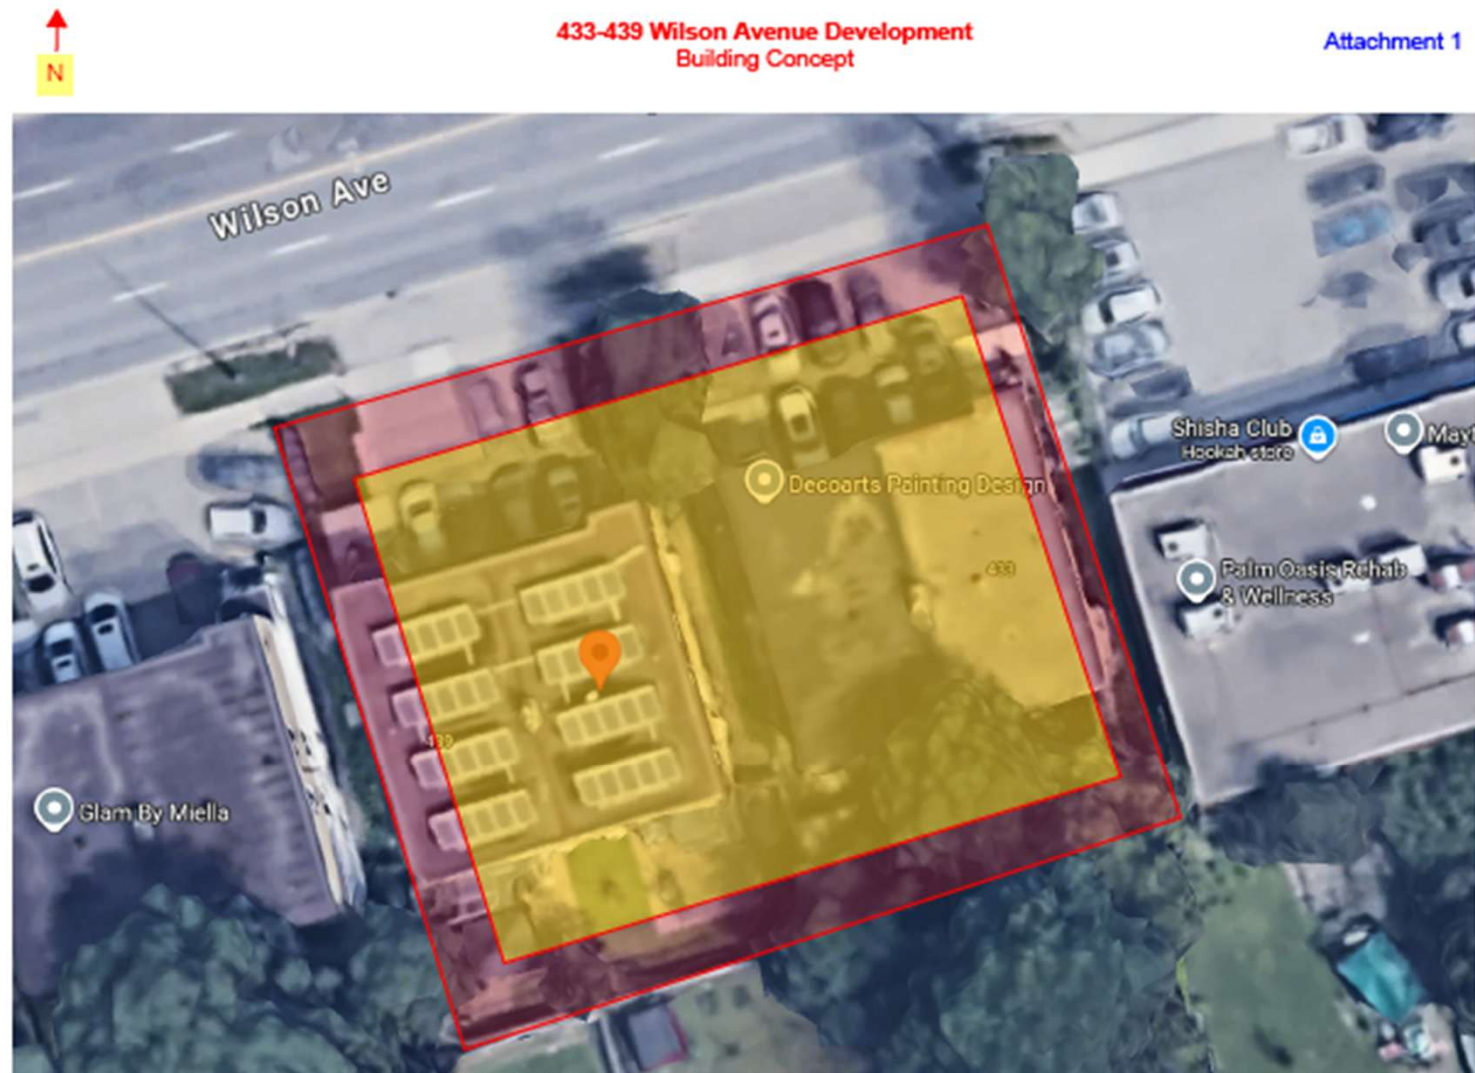 433-439 Wilson Avenue Development
Building Concept
Attachment 1
N
Wilson Ave
Shisha Club
Hookah store
Decoarts Painting Design
433
Palm Oasis Rehab
& Wellness
439
Glam By Miella